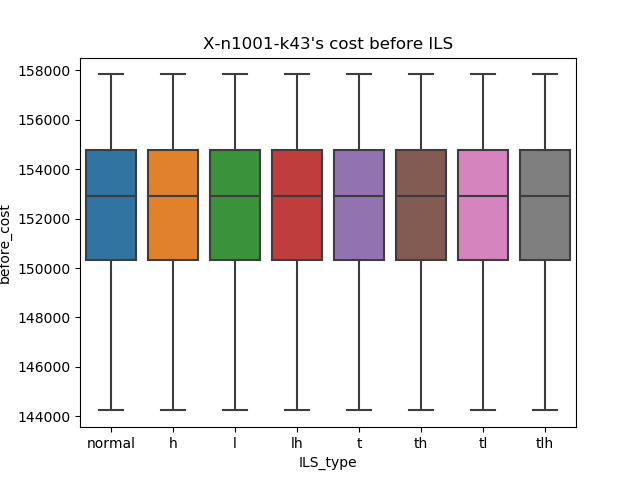 X-n1001-k43's cost before ILS
158000
156000
154000
152000
150000
148000
146000
144000
before_cost
normal h l lh t th tl tlh
ILS_type